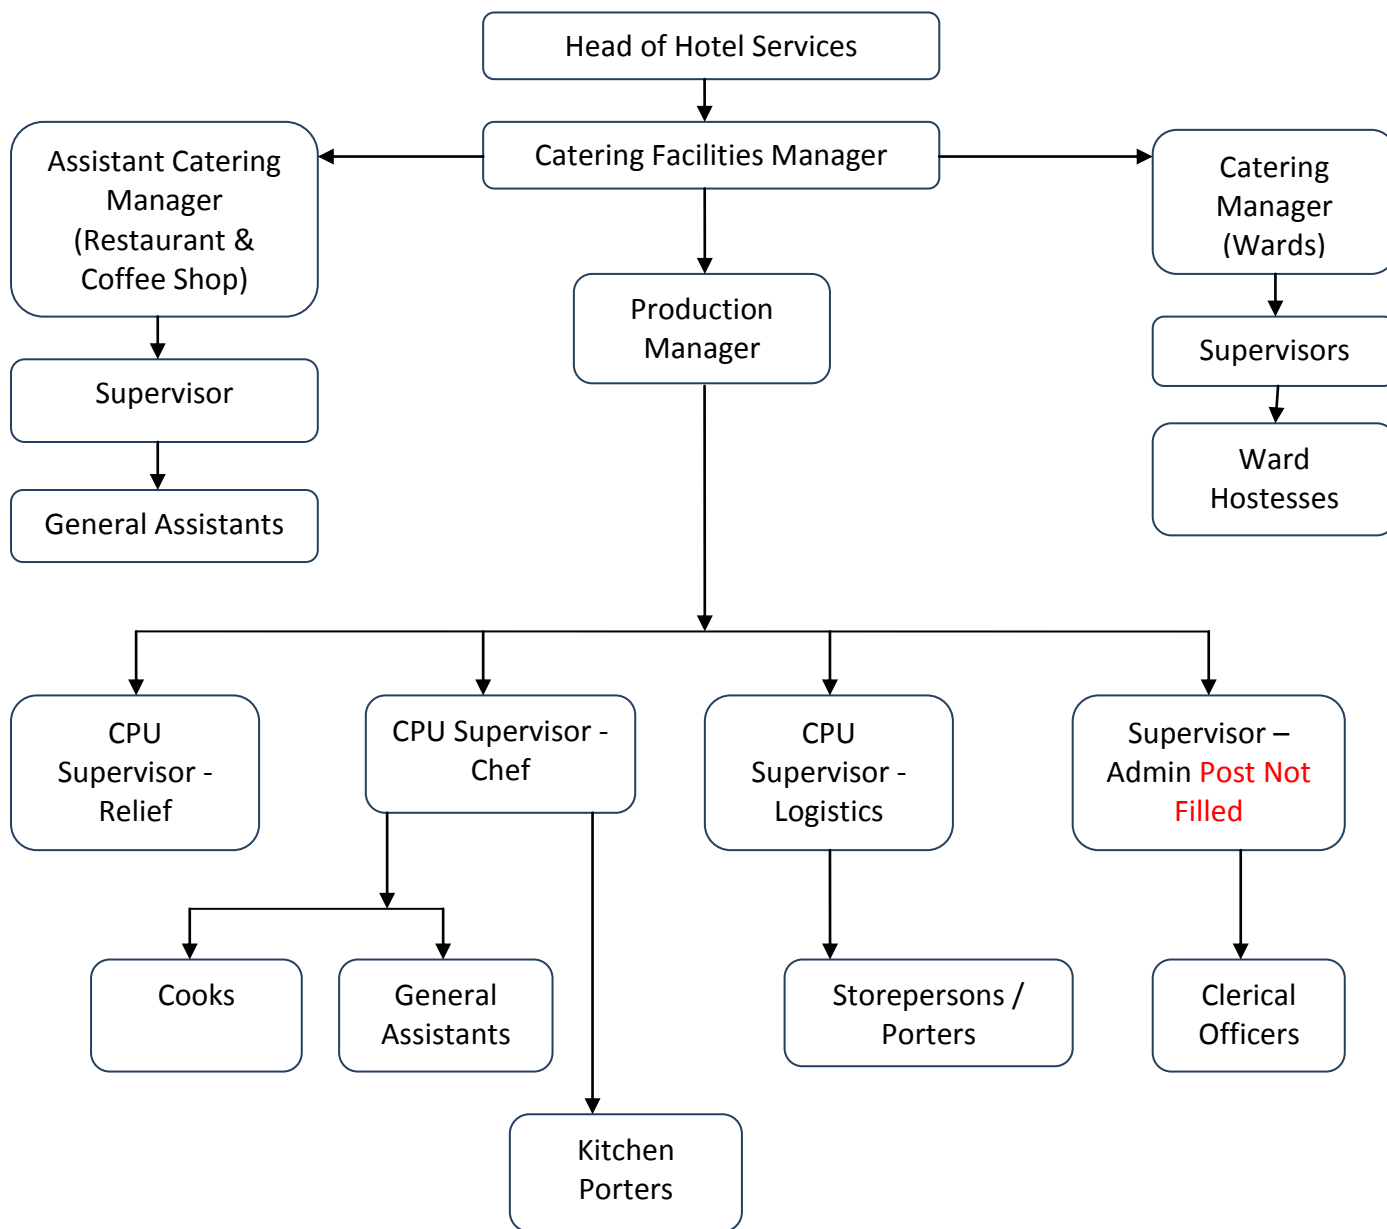 Head of Hotel Services
Assistant Catering
Manager
(Restaurant &
Coffee Shop)
Catering Facilities Manager
Catering
Manager
(Wards)
Production
Manager
Supervisor
Supervisors
General Assistants
Ward
Hostesses
CPU
Supervisor -
Relief
CPU Supervisor -
Chef
CPU
Supervisor -
Logistics
Supervisor –
Admin Post Not
Filled
Cooks
General
Assistants
Storepersons /
Porters
Clerical
Officers
Kitchen
Porters